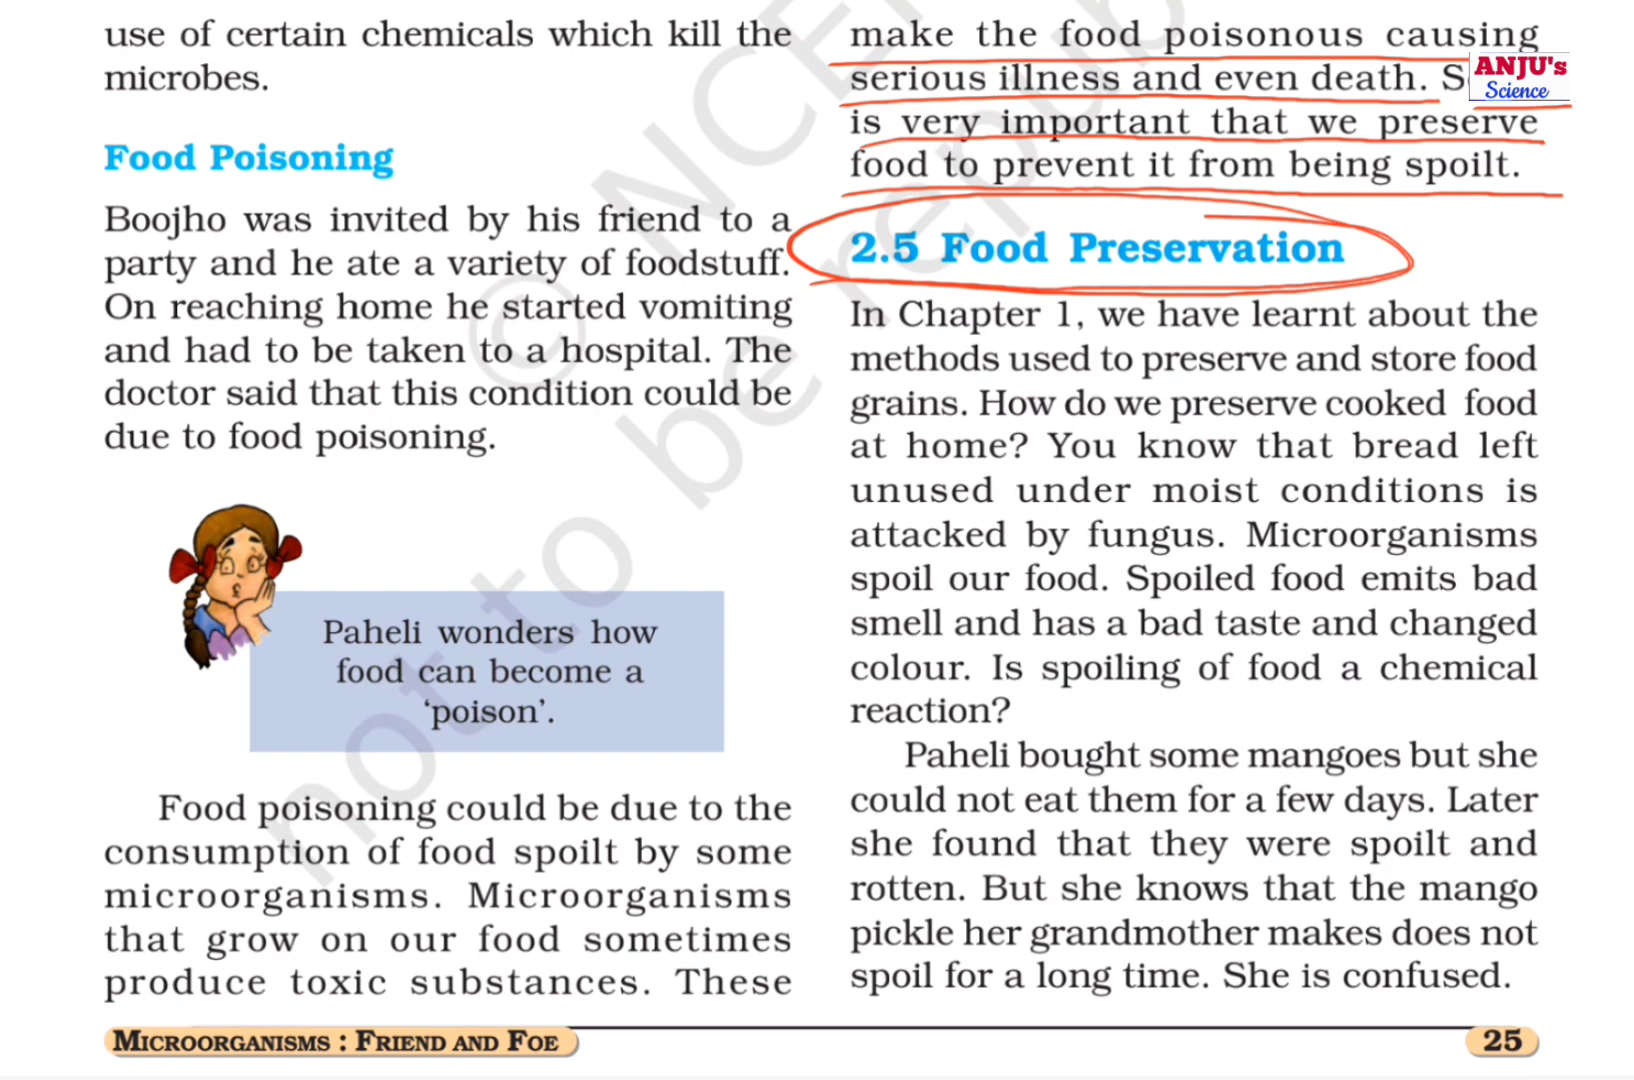 use of certain chemicals which kill the
microbes.
Food Poisoning
Boojho was invited by his friend to a
party and he ate a variety of foodstuff.
On reaching home he started vomiting
and had to be taken to a hospital. The
doctor said that this condition could be
due to food poisoning.
Paheli wonders how
food can become a
‘poison’.
Food poisoning could be due to the
consumption of food spoilt by some
microorganisms. Microorganisms
that grow on our food sometimes
produce toxic substances. These
make the food poisonous causing
serious illness and even death. S
is very important that we preserve
food to prevent it from being spoilt.
2.5 Food Preservation
In Chapter 1, we have learnt about the
methods used to preserve and store food
grains. How do we preserve cooked food
at home? You know that bread left
unused under moist conditions is
attacked by fungus. Microorganisms
spoil our food. Spoiled food emits bad
smell and has a bad taste and changed
colour. Is spoiling of food a chemical
reaction?
Paheli bought some mangoes but she
could not eat them for a few days. Later
she found that they were spoilt and
rotten. But she knows that the mango
pickle her grandmother makes does not
spoil for a long time. She is confused.
MICROORGANISMS : FRIEND AND FOE
25
ANJU's
Science
© NCE
not to be repub